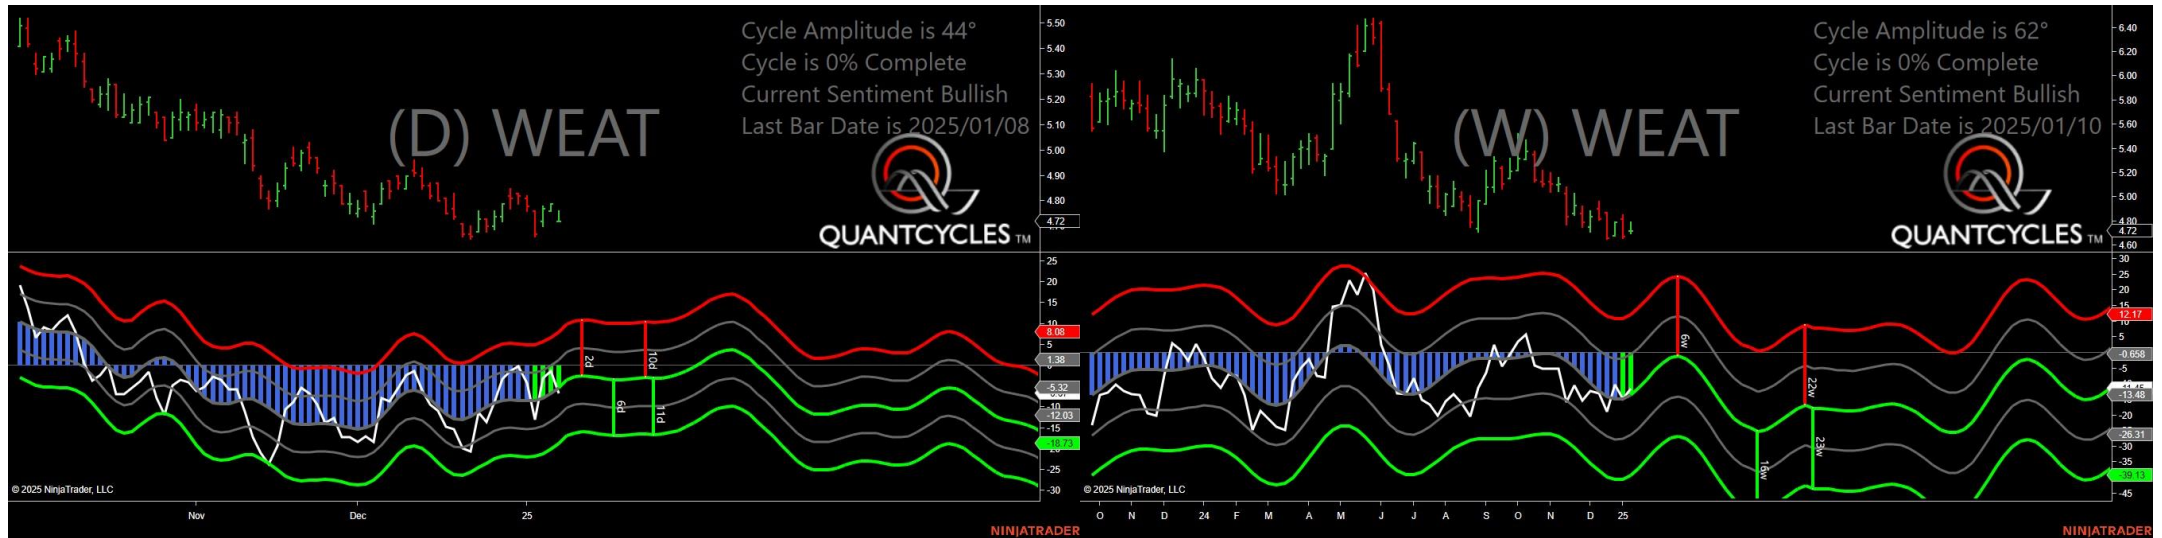 Cycle Amplitude is 44°
Cycle is 0% Complete
Current Sentiment Bullish
Last Bar Date is 2025/01/08
(D) WEAT
QUANTCYCLES TM
5.50
5.40
5.30
5.20
5.10
5.00
4.90
4.80
4.72
25
20
15
10
8.08
5
1.38
-5.32
-10
-12.03
-15
-18.73
-25
-30
2d
10d
6d
11d
© 2025 NinjaTrader, LLC
Nov
Dec
25
NINJATRADER
Cycle Amplitude is 62°
Cycle is 0% Complete
Current Sentiment Bullish
Last Bar Date is 2025/01/10
(W) WEAT
QUANTCYCLES TM
6.40
6.20
6.00
5.80
5.60
5.40
5.20
5.00
4.80
4.72
4.60
30
25
20
15
12.17
10
5
-0.658
-5
-13.48
-20
-26.31
-30
-35
-39.13
-45
6w
22w
16w
23w
© 2025 NinjaTrader, LLC
O N D 24 F M A M J J A S O N D 25
NINJATRADER